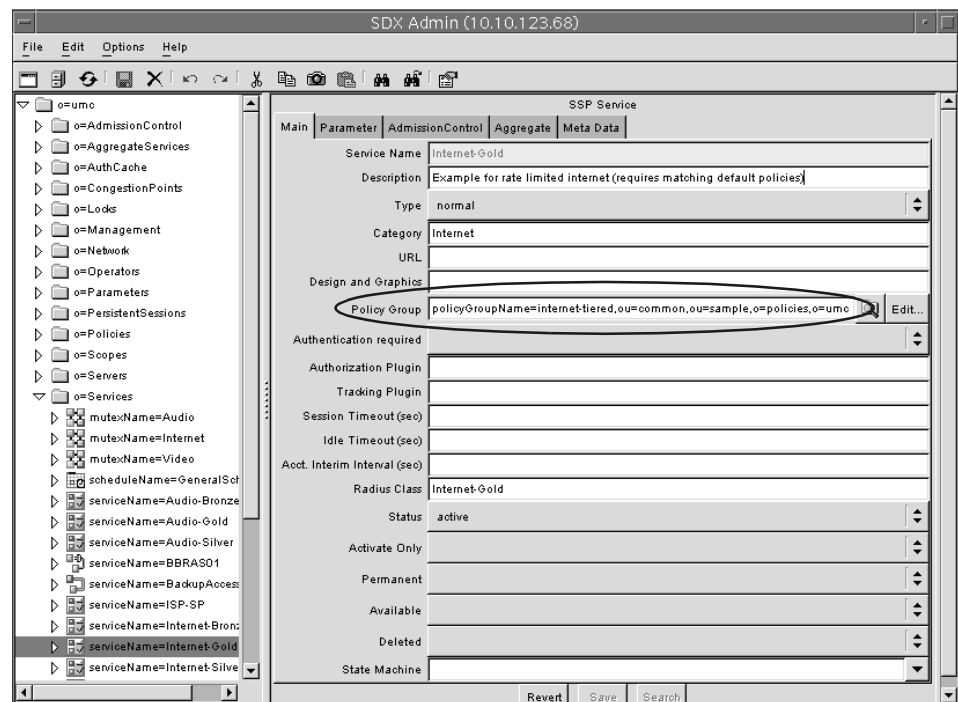 SDX Admin (10.10.123.68)
File Edit Options Help
o=umc
o=AdmissionControl
o=AggregateServices
o=AuthCache
o=CongestionPoints
o=Locks
o=Management
o=Network
o=Operators
o=Parameters
o=PersistentSessions
o=Policies
o=Scopes
o=Servers
o=Services
mutexName=Audio
mutexName=Internet
mutexName=Video
scheduleName=GeneralSch
serviceName=Audio-Bronze
serviceName=Audio-Gold
serviceName=Audio-Silver
serviceName=BBRAS01
serviceName=BackupAccess
serviceName=ISP-SP
serviceName=Internet-Bronz
serviceName=Internet-Gold
serviceName=Internet-Silve
SSP Service
Main Parameter AdmissionControl Aggregate Meta Data
Service Name Internet-Gold
Description Example for rate limited internet (requires matching default policies)
Type normal
Category Internet
URL
Design and Graphics
Policy Group policyGroupName=internet-tiered,ou=common,ou=sample,o=policies,o=umc Edit...
Authentication required
Authorization Plugin
Tracking Plugin
Session Timeout (sec)
Idle Timeout (sec)
Acct. Interim Interval (sec)
Radius Class Internet-Gold
Status active
Activate Only
Permanent
Available
Deleted
State Machine
Revert Save Search